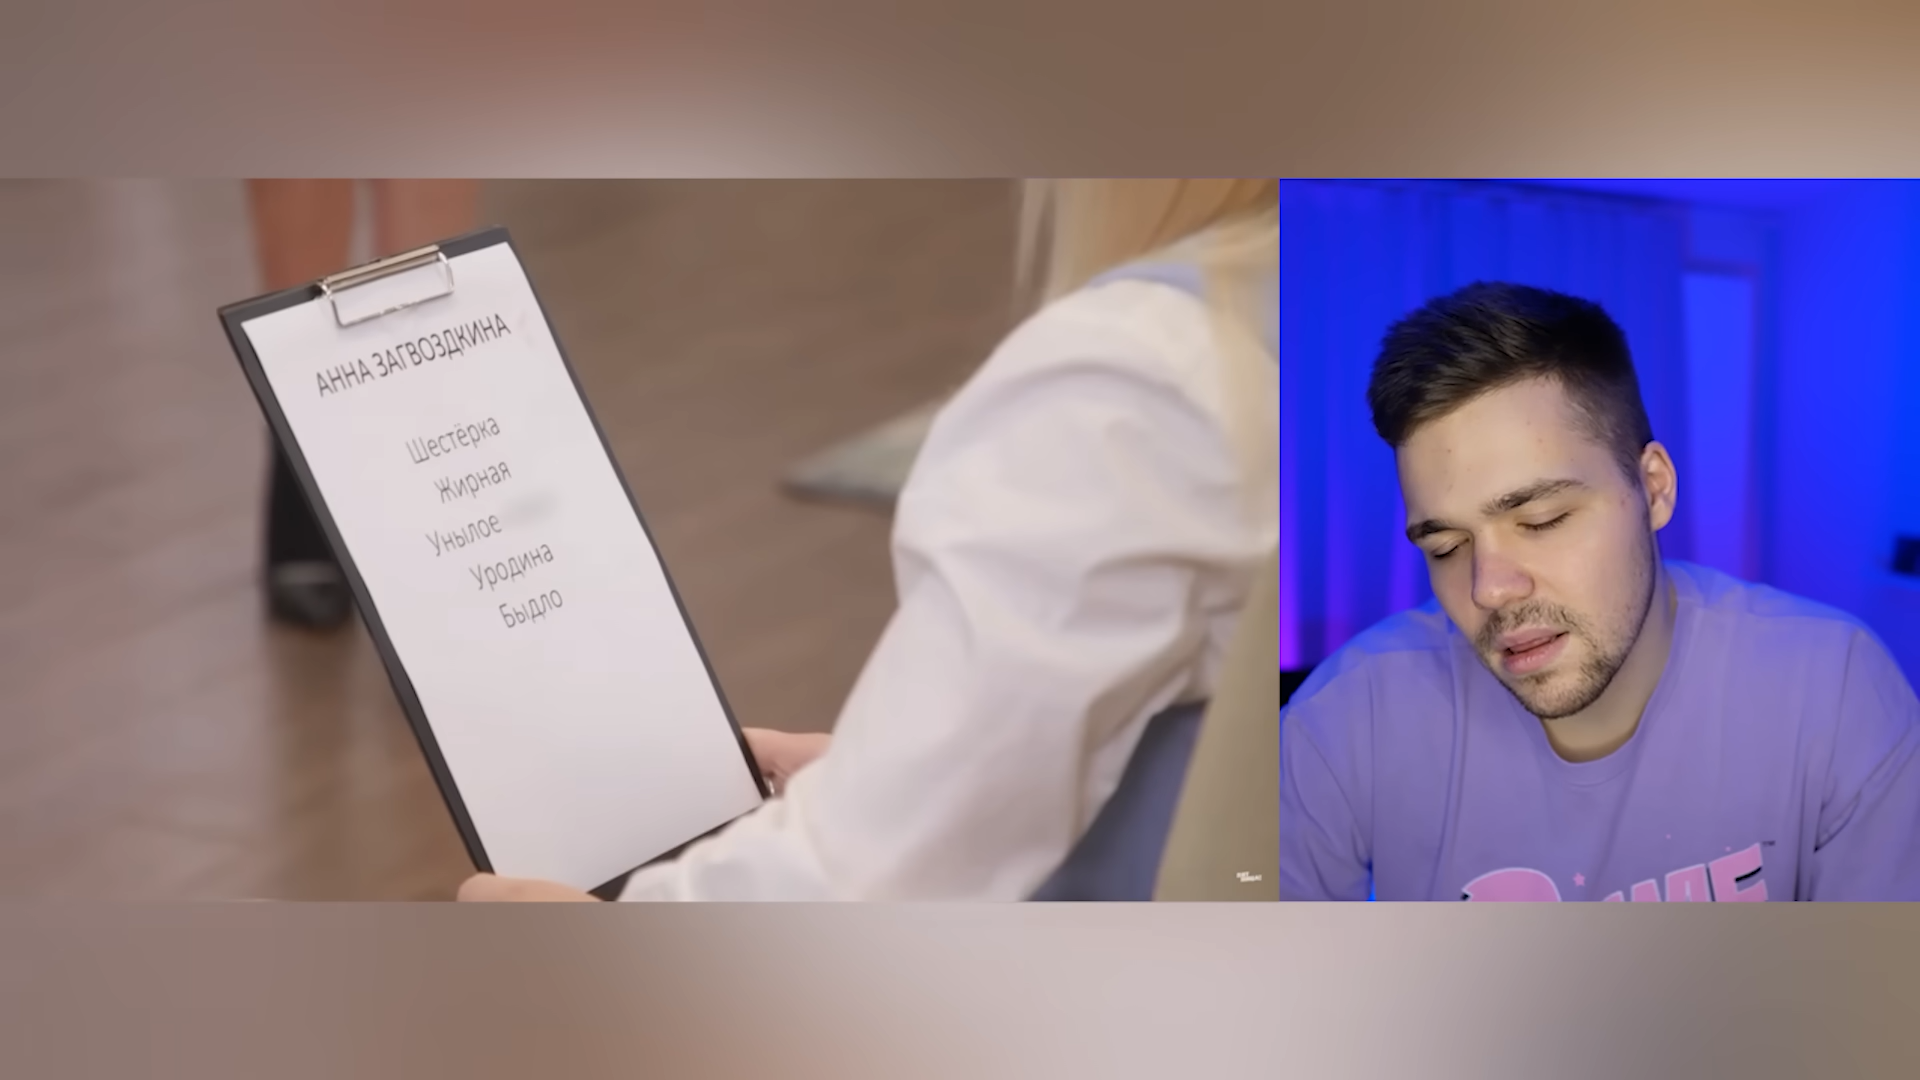 АННА ЗАГВОЗДКИНА
Шестёрка
Жирная
Унылое
Уродина
Быдло